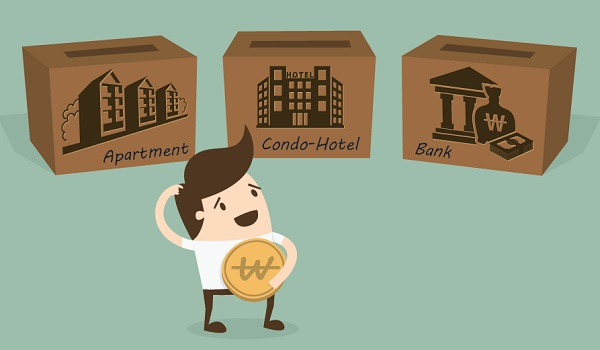 Apartment
HOTEL
Condo-Hotel
₩
Bank
₩